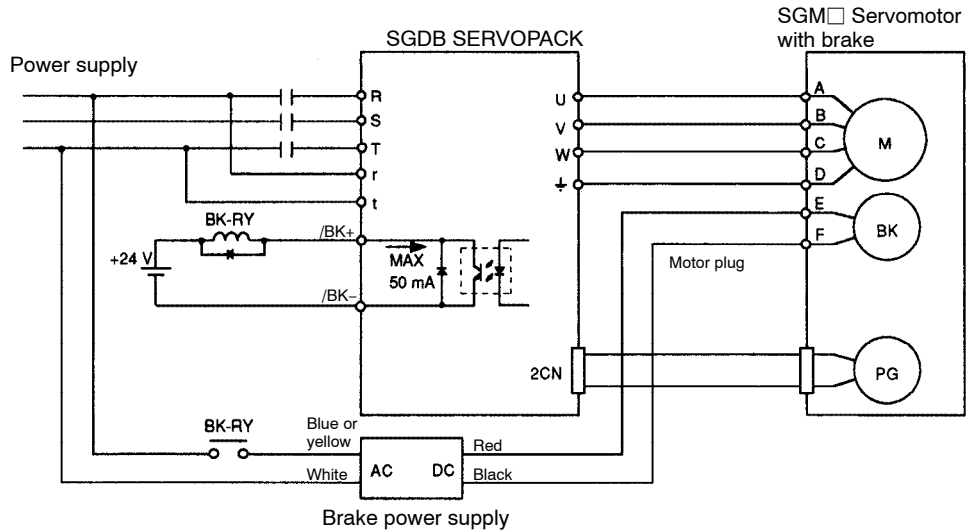 SGM□ Servomotor
with brake
SGDB SERVOPACK
Power supply
R
S
T
r
t
U
V
W
A
B
C
D
E
F
M
BK
PG
BK-RY
+24 V
/BK+
/BK−
MAX
50 mA
Motor plug
2CN
BK-RY
Blue or
yellow
White
AC
DC
Red
Black
Brake power supply